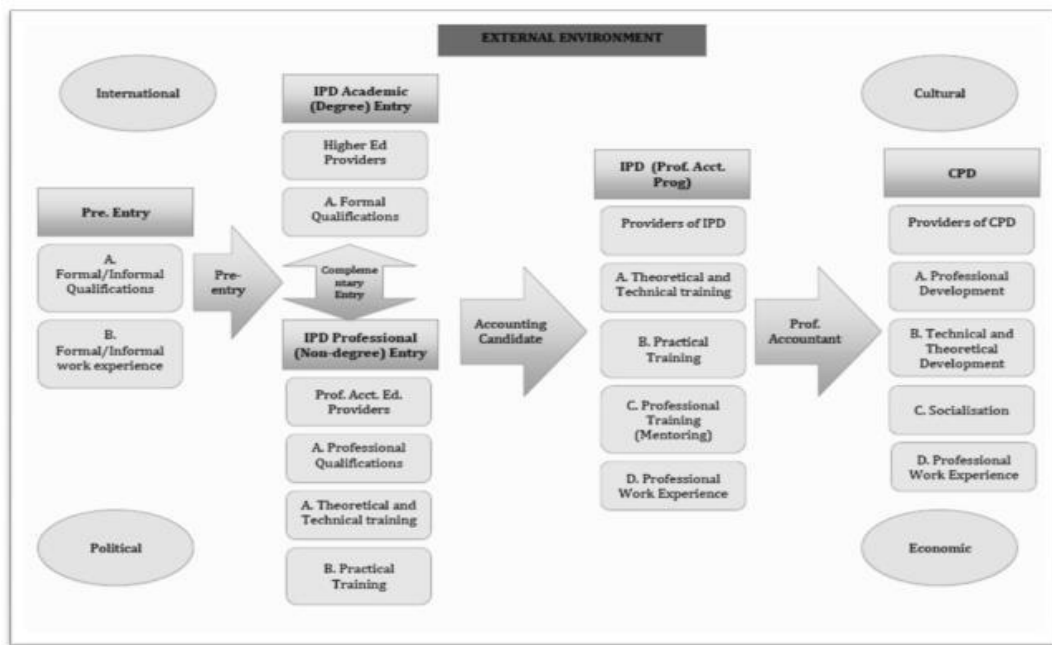 EXTERNAL ENVIRONMENT
International
Cultural
Pre. Entry
A.
Formal/Informal
Qualifications
B.
Formal/Informal
work experience
Pre-
entry
IPD Academic
(Degree) Entry
Higher Ed
Providers
A. Formal
Qualifications
Compleme
ntary
Entry
IPD Professional
(Non-degree) Entry
Prof. Acct. Ed.
Providers
A. Professional
Qualifications
A. Theoretical and
Technical training
B. Practical
Training
Accounting
Candidate
IPD (Prof. Acct.
Prog)
Providers of IPD
A. Theoretical and
Technical training
B. Practical
Training
C. Professional
Training
(Mentoring)
D. Professional
Work Experience
Prof.
Accountant
CPD
Providers of CPD
A. Professional
Development
B. Technical and
Theoretical
Development
C. Socialisation
D. Professional
Work Experience
Political
Economic